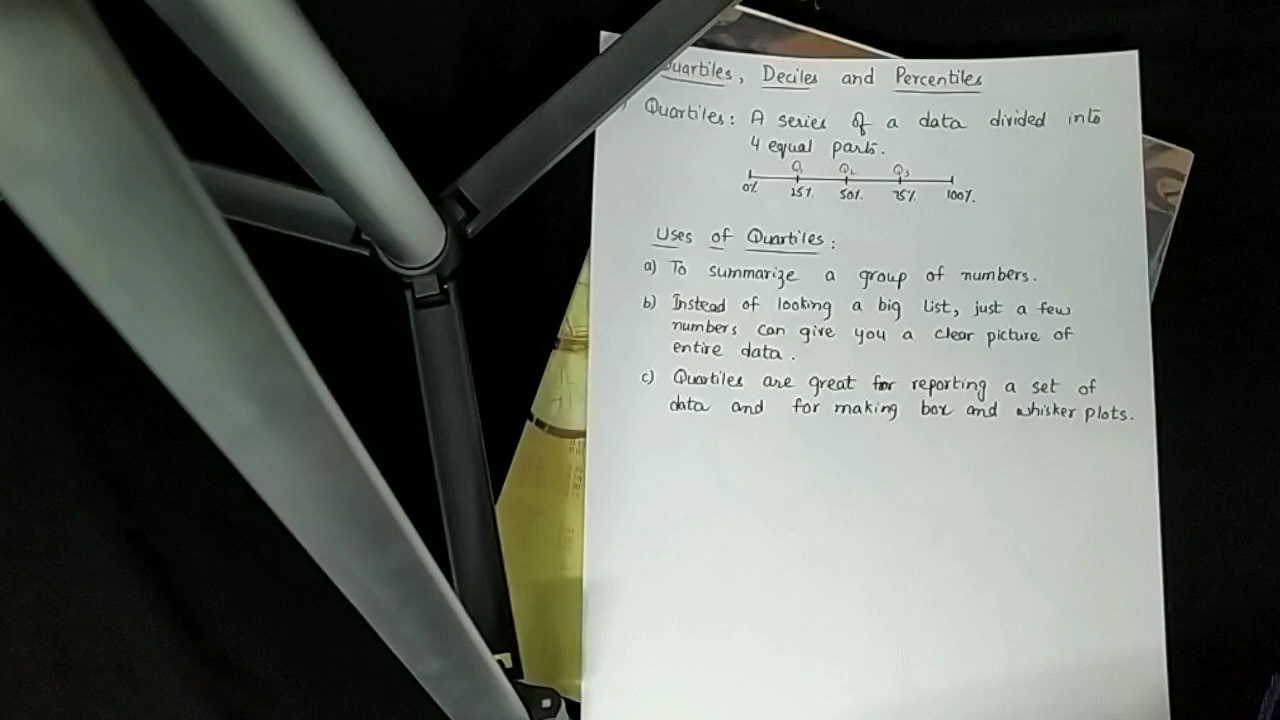 Quartiles, Deciles and Percentiles
Quartiles: A series of a data divided into
4 equal parts.
Q1 Q2 Q3
0% 25% 50% 75% 100%.
Uses of Quartiles:
a) To summarize a group of numbers.
b) Instead of looking a big list, just a few
numbers can give you a clear picture of
entire data.
c) Quartiles are great for reporting a set of
data and for making box and whisker plots.